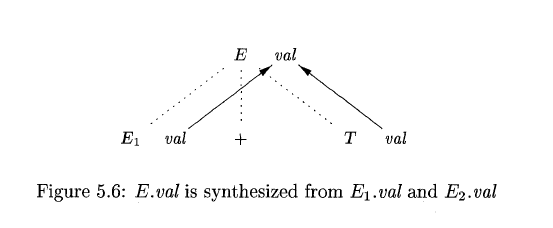 E val
E₁ val + T val
Figure 5.6: E.val is synthesized from E₁.val and E₂.val